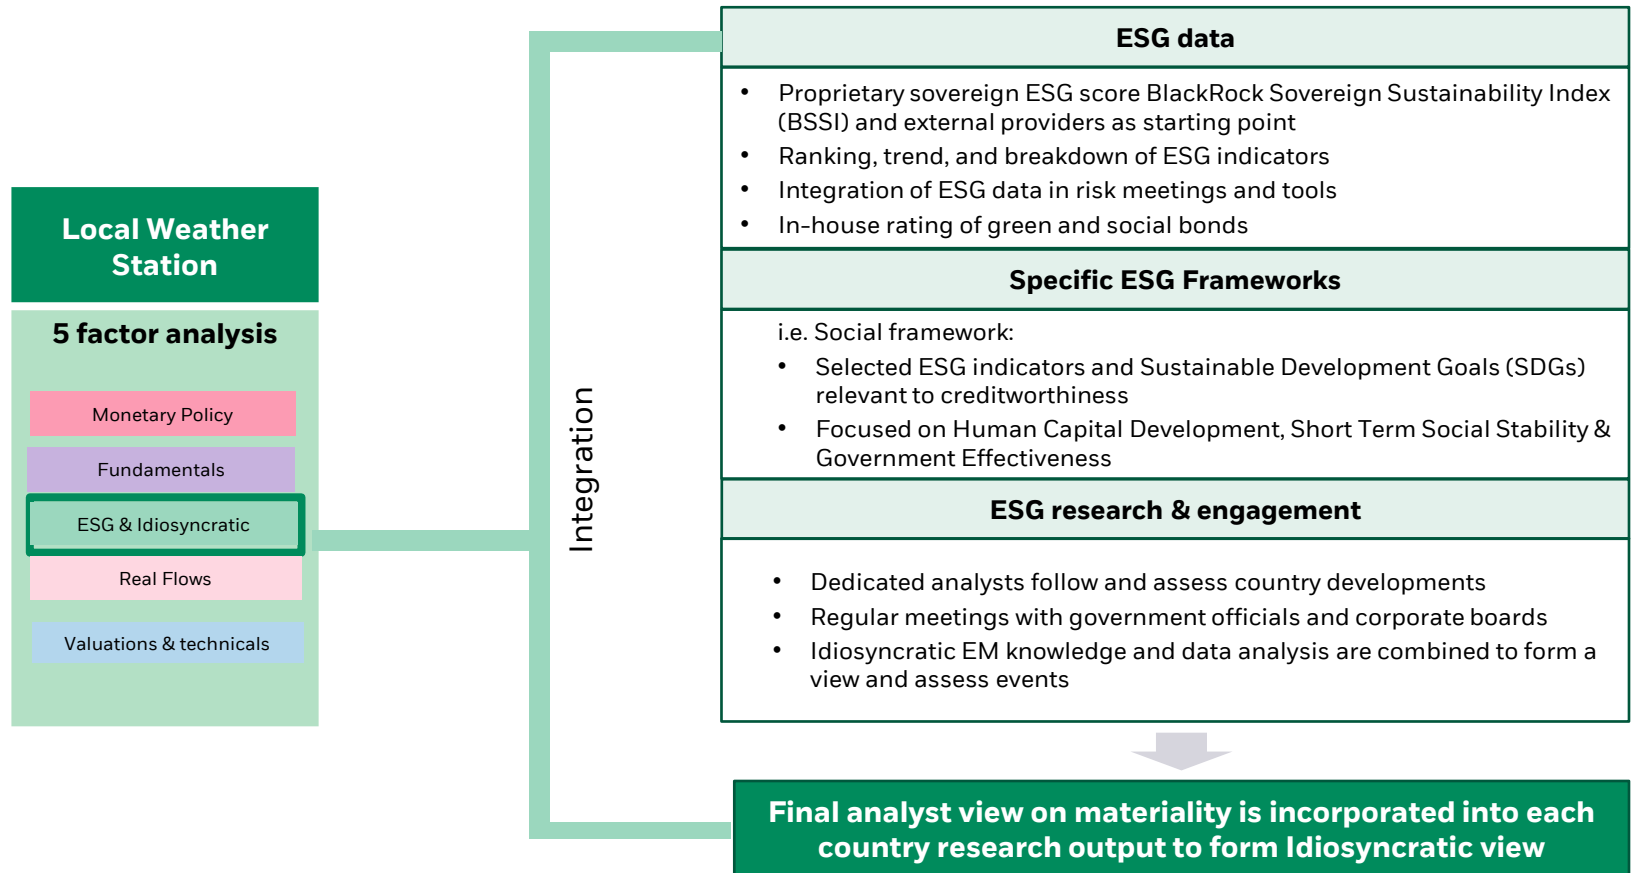 Local Weather
Station
5 factor analysis
Monetary Policy
Fundamentals
ESG & Idiosyncratic
Real Flows
Valuations & technicals
Integration
ESG data
• Proprietary sovereign ESG score BlackRock Sovereign Sustainability Index
(BSSI) and external providers as starting point
• Ranking, trend, and breakdown of ESG indicators
• Integration of ESG data in risk meetings and tools
• In-house rating of green and social bonds
Specific ESG Frameworks
i.e. Social framework:
• Selected ESG indicators and Sustainable Development Goals (SDGs)
relevant to creditworthiness
• Focused on Human Capital Development, Short Term Social Stability &
Government Effectiveness
ESG research & engagement
• Dedicated analysts follow and assess country developments
• Regular meetings with government officials and corporate boards
• Idiosyncratic EM knowledge and data analysis are combined to form a
view and assess events
Final analyst view on materiality is incorporated into each
country research output to form Idiosyncratic view